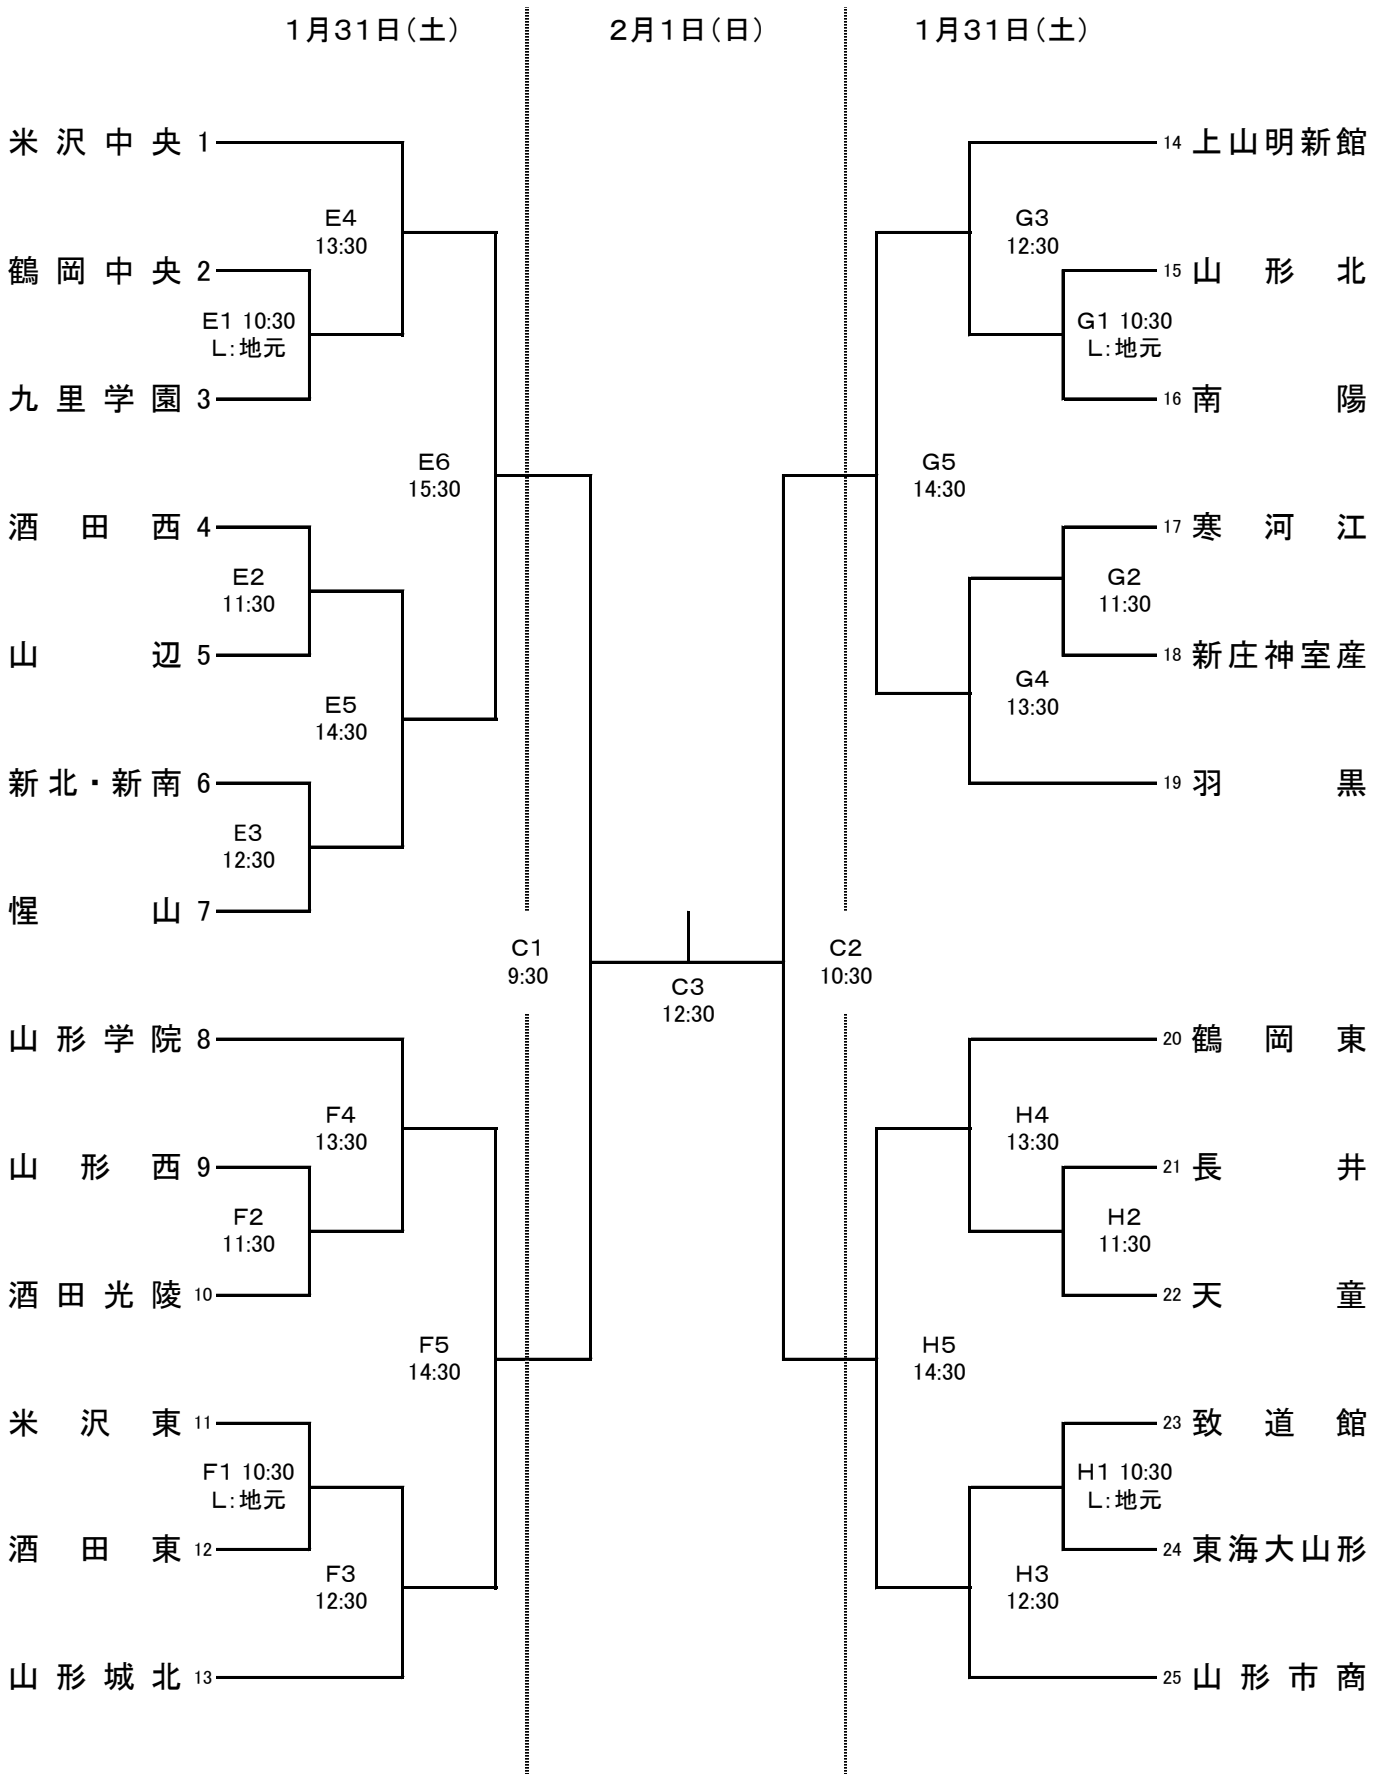 1月31日(土) 2月1日(日) 1月31日(土)
米沢中央 1
E4
13:30
鶴岡中央 2
E1 10:30
L:地元
九里学園 3
E6
15:30
酒田西 4
E2
11:30
山辺 5
E5
14:30
新北・新南 6
E3
12:30
惺山 7
C1
9:30
山形学院 8
F4
13:30
山形西 9
F2
11:30
酒田光陵 10
F5
14:30
米沢東 11
F1 10:30
L:地元
酒田東 12
F3
12:30
山形城北 13
C3
12:30
14 上山明新館
G3
12:30
15 山形北
G1 10:30
L:地元
16 南陽
G5
14:30
17 寒河江
G2
11:30
18 新庄神室産
G4
13:30
19 羽黒
C2
10:30
20 鶴岡東
H4
13:30
21 長井
H2
11:30
22 天童
H5
14:30
23 致道館
H1 10:30
L:地元
24 東海大山形
H3
12:30
25 山形市商